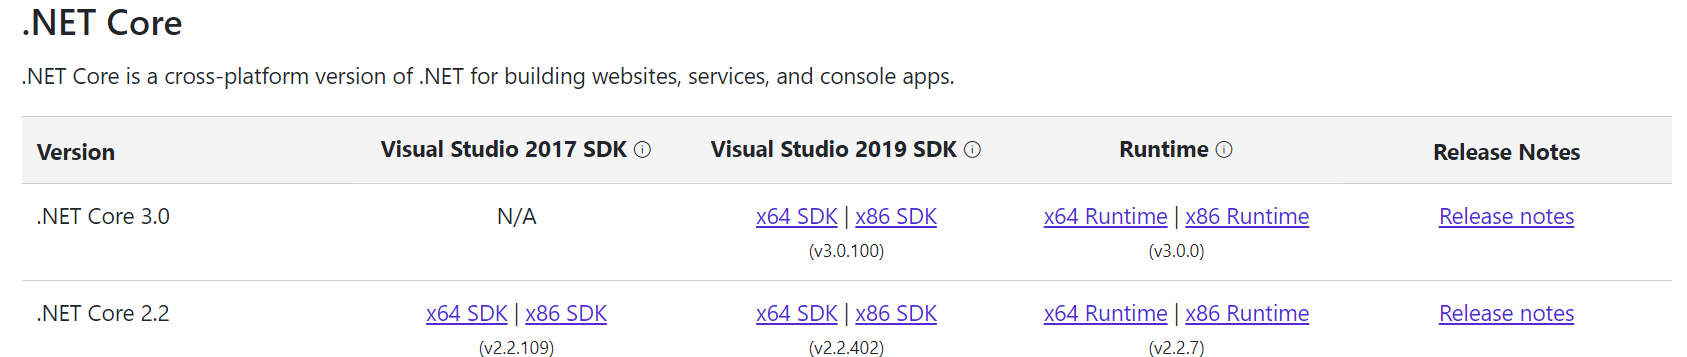 .NET Core
.NET Core is a cross-platform version of .NET for building websites, services, and console apps.
Version Visual Studio 2017 SDK Visual Studio 2019 SDK Runtime Release Notes
.NET Core 3.0 N/A x64 SDK | x86 SDK x64 Runtime | x86 Runtime Release notes
(v3.0.100) (v3.0.0)
.NET Core 2.2 x64 SDK | x86 SDK x64 SDK | x86 SDK x64 Runtime | x86 Runtime Release notes
(v2.2.109) (v2.2.402) (v2.2.7)